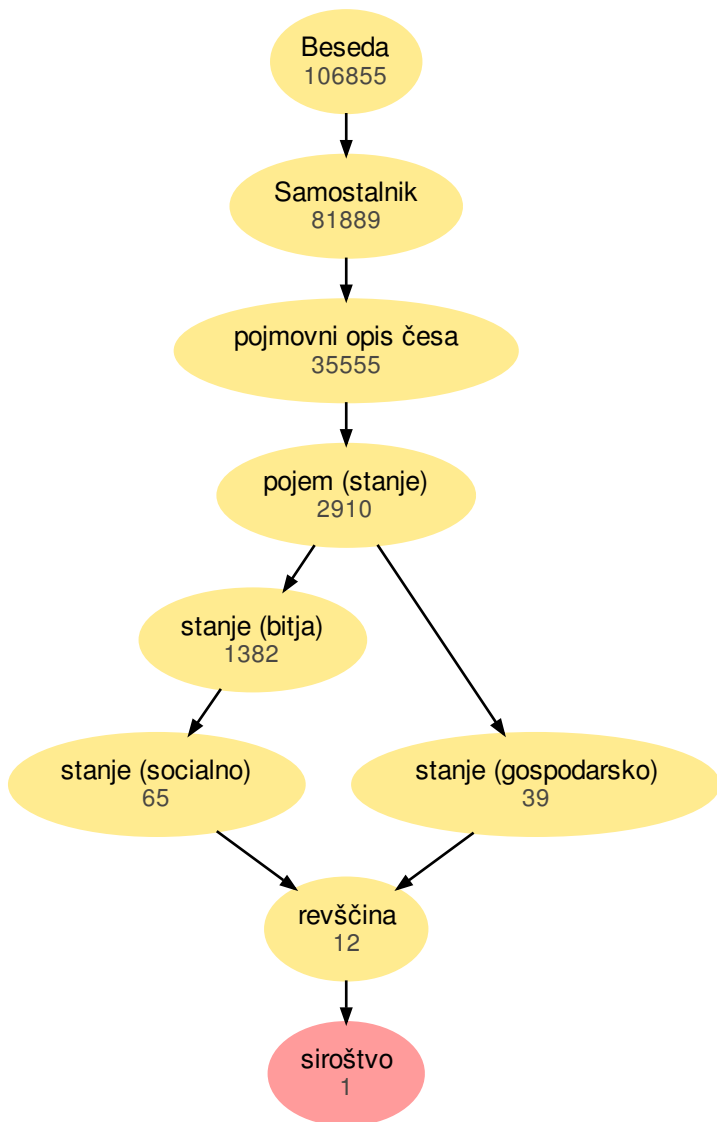 Beseda
106855
Samostalnik
81889
pojmovni opis česa
35555
pojem (stanje)
2910
stanje (bitja)
1382
stanje (socialno)
65
stanje (gospodarsko)
39
revščina
12
siroštvo
1